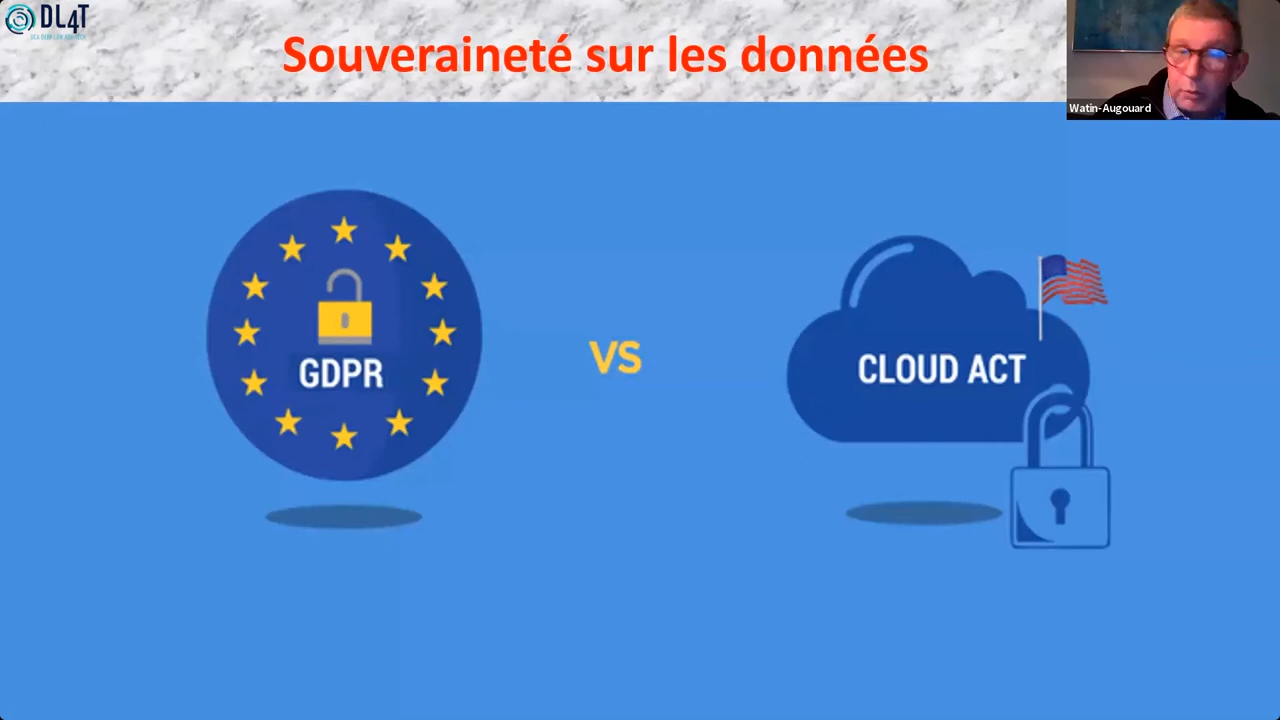 DL4T
Souveraineté sur les données
Watin-Augouard
GDPR
VS
CLOUD ACT